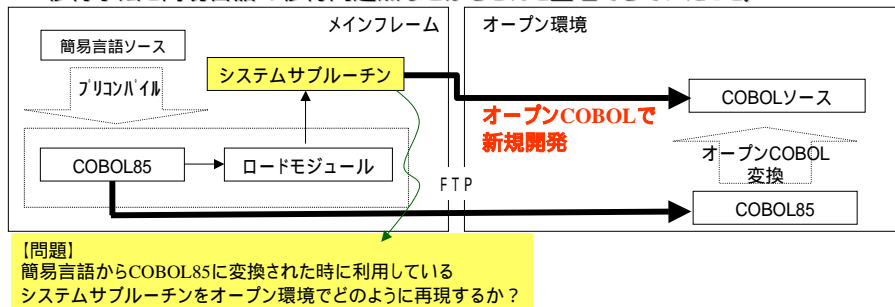 メインフレーム
オープン環境
簡易言語ソース
プリコンパイル
システムサブルーチン
COBOLソース
オープンCOBOLで
新規開発
オープンCOBOL
変換
COBOL85
ロードモジュール
FTP
COBOL85
【問題】
簡易言語からCOBOL85に変換された時に利用している
システムサブルーチンをオープン環境でどのように再現するか？